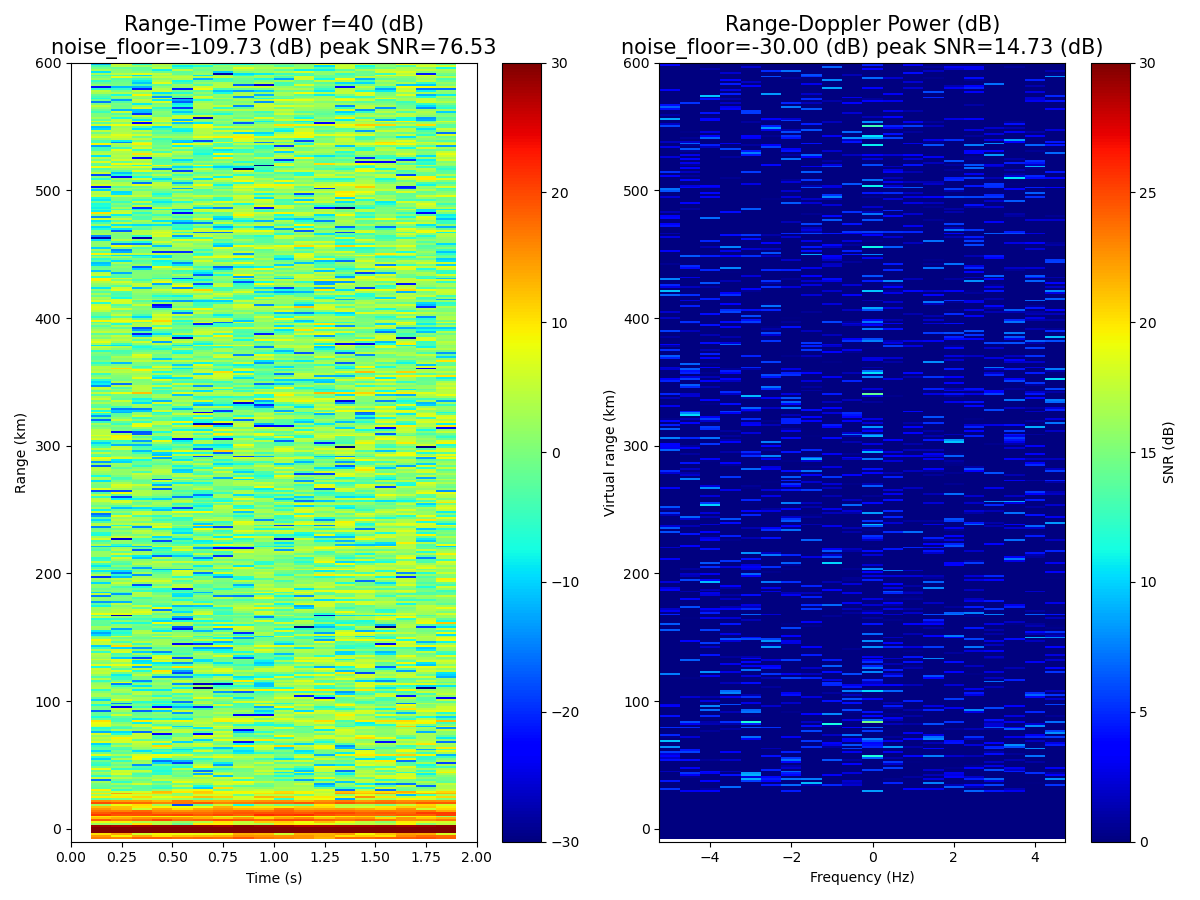 Range-Time Power f=40 (dB)
noise_floor=-109.73 (dB) peak SNR=76.53
600
500
400
300
200
100
0
Range (km)
0.00 0.25 0.50 0.75 1.00 1.25 1.50 1.75 2.00
Time (s)
30
20
10
0
−10
−20
−30
Range-Doppler Power (dB)
noise_floor=-30.00 (dB) peak SNR=14.73 (dB)
600
500
400
300
200
100
0
Virtual range (km)
−4 −2 0 2 4
Frequency (Hz)
30
25
20
15
10
5
0
SNR (dB)